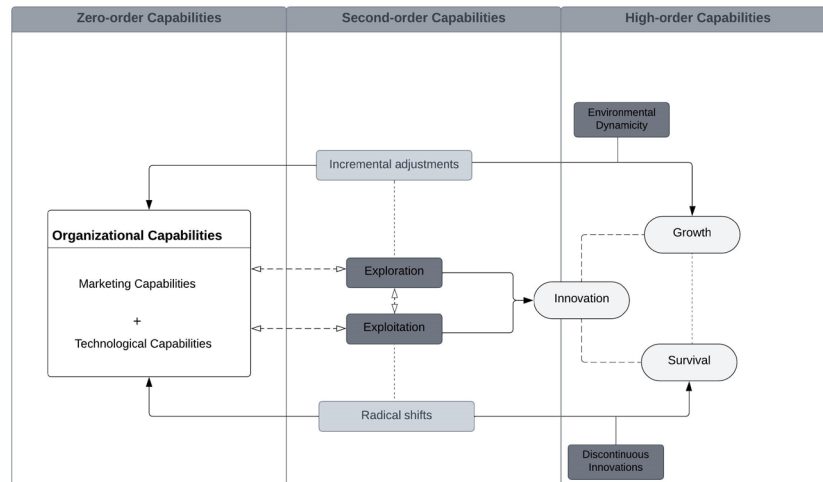 Zero-order Capabilities
Second-order Capabilities
High-order Capabilities
Environmental
Dynamicity
Incremental adjustments
Organizational Capabilities
Marketing Capabilities
+
Technological Capabilities
Exploration
Exploitation
Innovation
Growth
Survival
Radical shifts
Discontinuous
Innovations